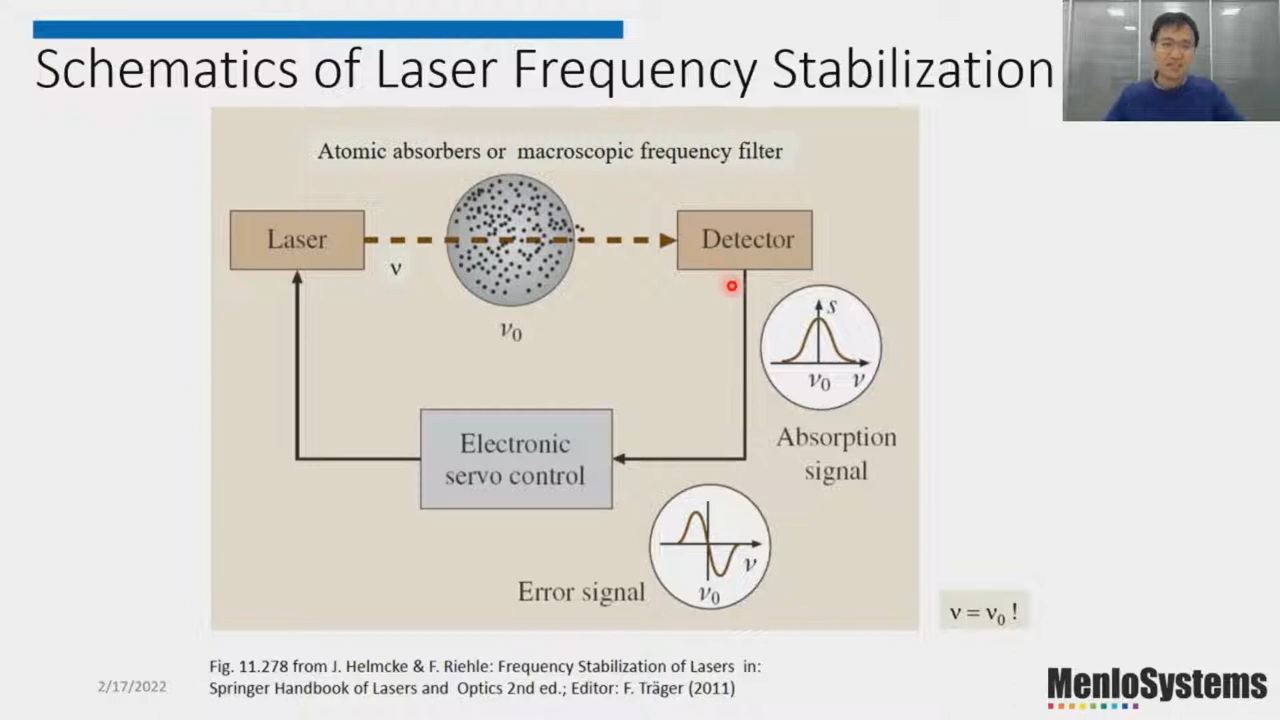 Schematics of Laser Frequency Stabilization
Atomic absorbers or macroscopic frequency filter
Laser
Detector
ν
ν₀
s
ν₀ ν
Absorption
signal
Electronic
servo control
Error signal
ν
ν₀
ν = ν₀ !
Fig. 11.278 from J. Helmcke & F. Riehle: Frequency Stabilization of Lasers in:
Springer Handbook of Lasers and Optics 2nd ed.; Editor: F. Träger (2011)
2/17/2022
MenloSystems